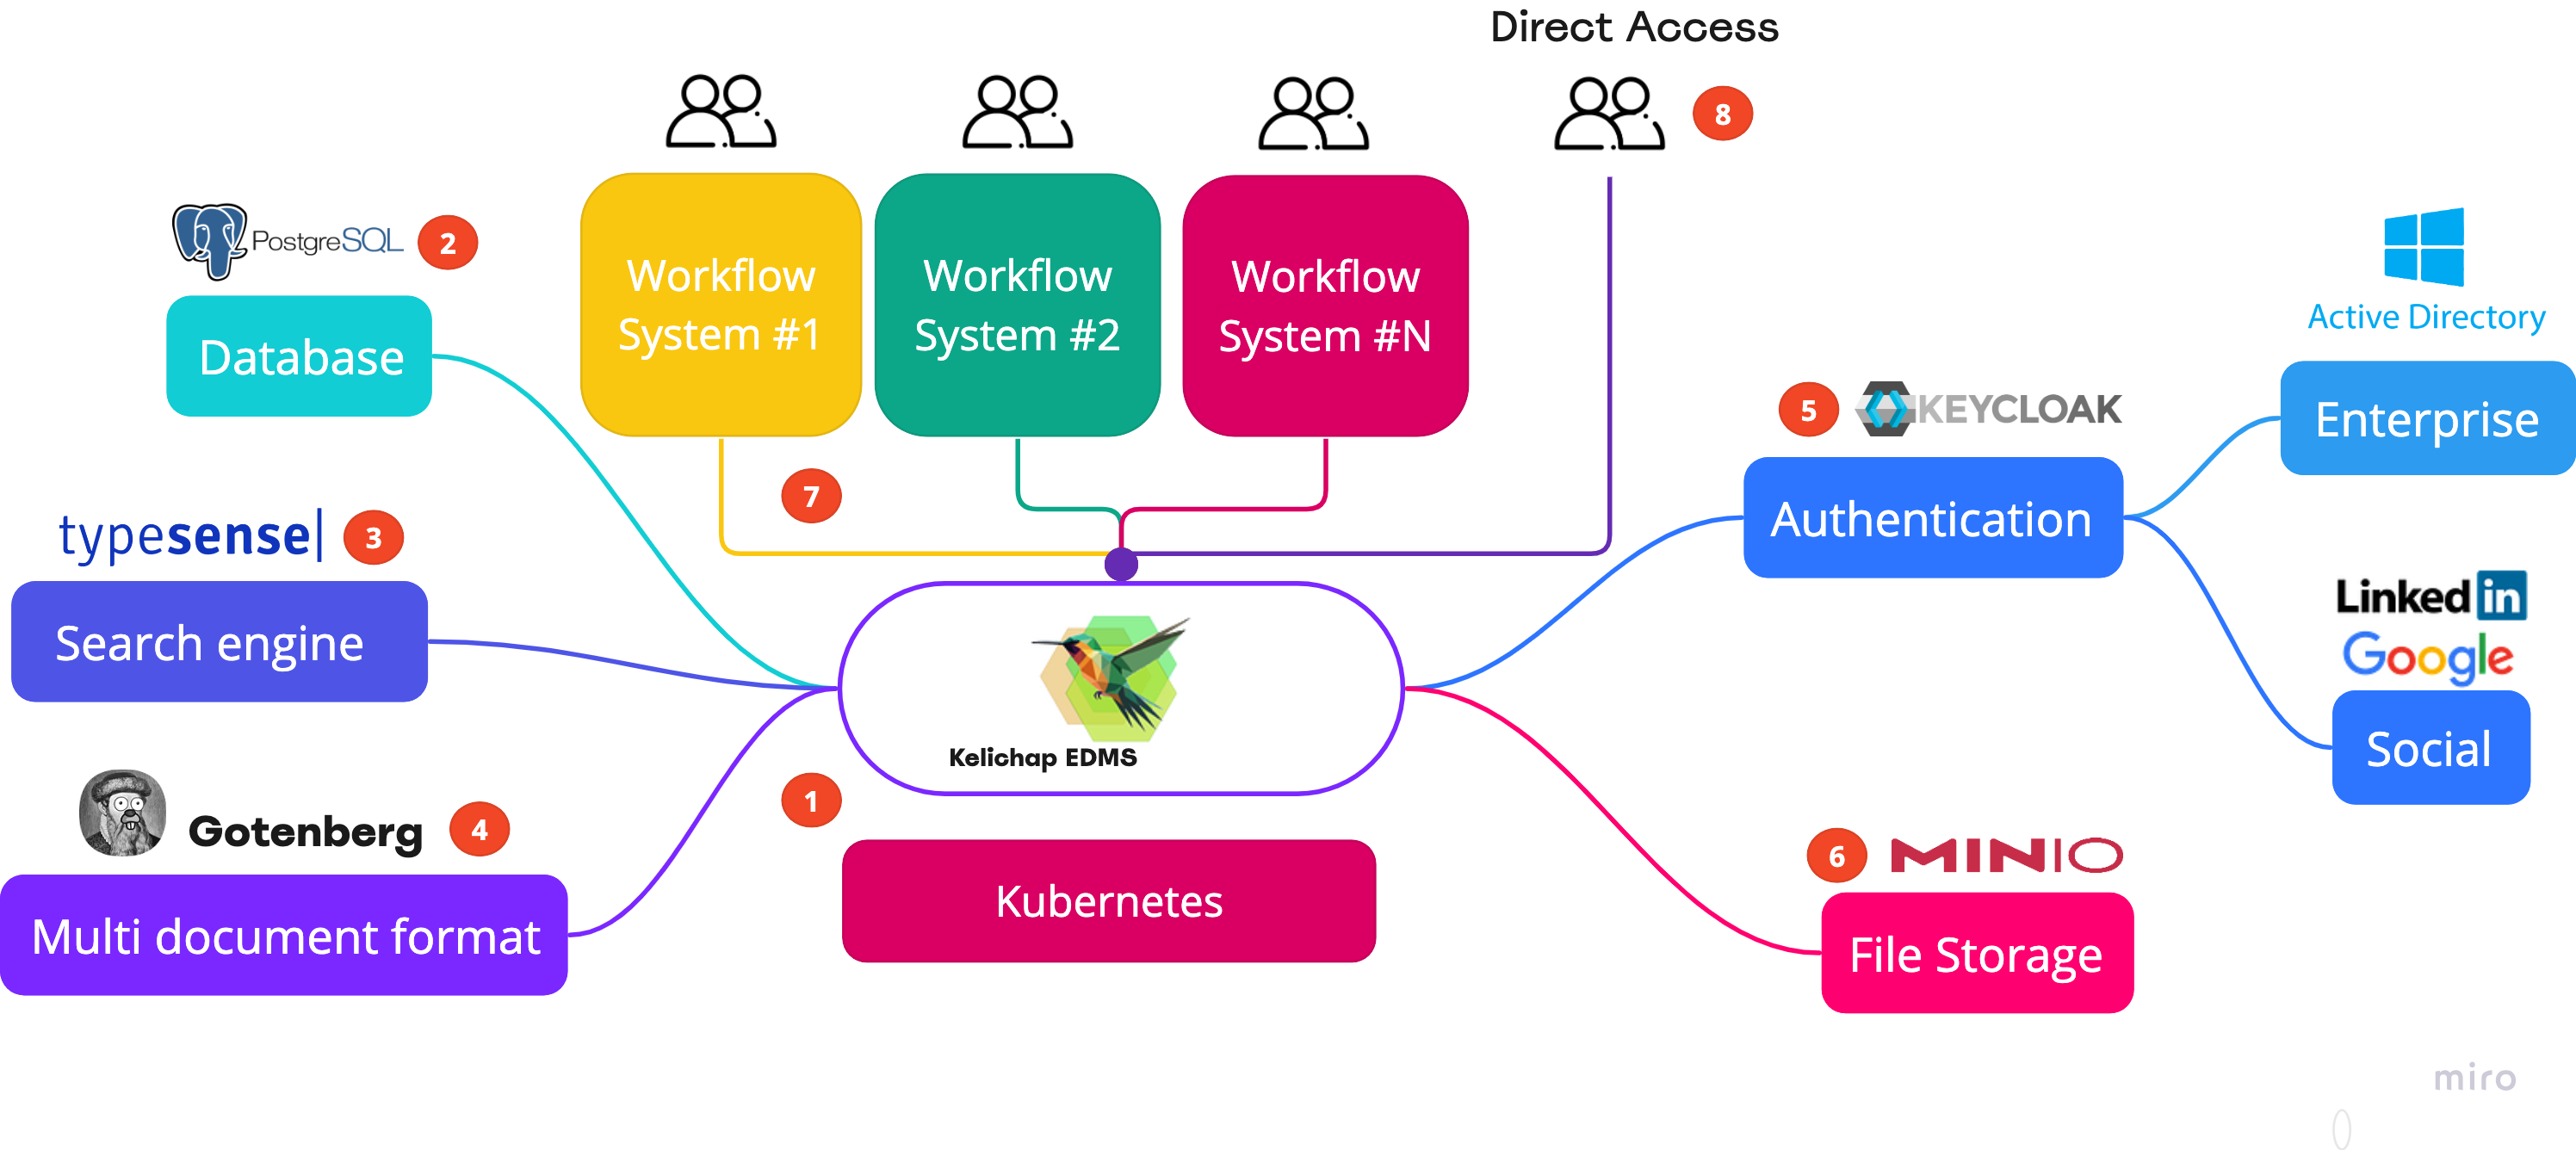 Direct Access
8
PostgreSQL
2
Database
Workflow
System #1
Workflow
System #2
Workflow
System #N
Active Directory
Enterprise
5
KEYCLOAK
Authentication
7
typesense
3
Search engine
Linked in
Google
Social
Kelichap EDMS
1
Gotenberg
4
Multi document format
Kubernetes
6
MINIO
File Storage
miro